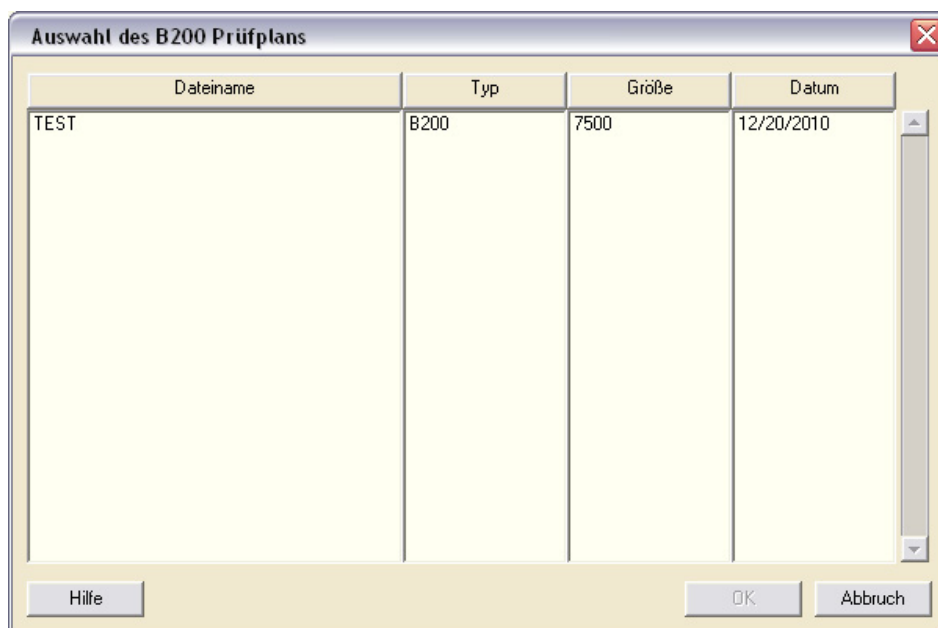 Auswahl des B200 Prüfplans
Dateiname Typ Größe Datum
TEST B200 7500 12/20/2010
Hilfe OK Abbruch